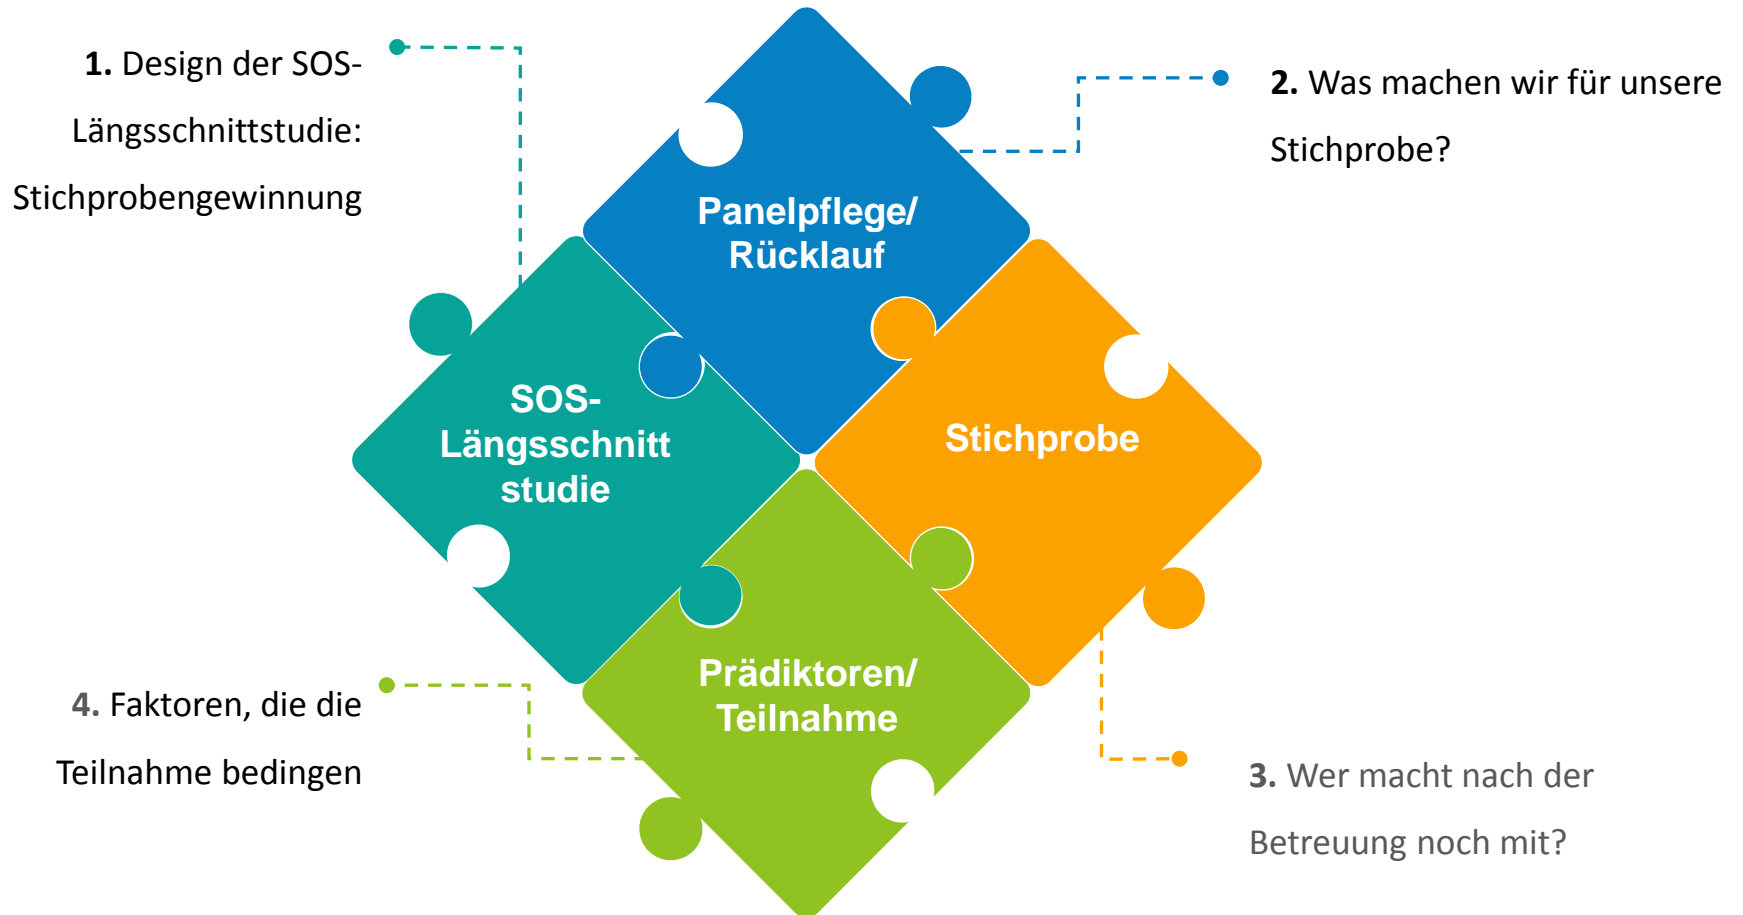 1. Design der SOS-
Längsschnittstudie:
Stichprobengewinnung
2. Was machen wir für unsere
Stichprobe?
Panelpflege/
Rücklauf
SOS-
Längsschnitt
studie
Stichprobe
Prädiktoren/
Teilnahme
3. Wer macht nach der
Betreuung noch mit?
4. Faktoren, die die
Teilnahme bedingen